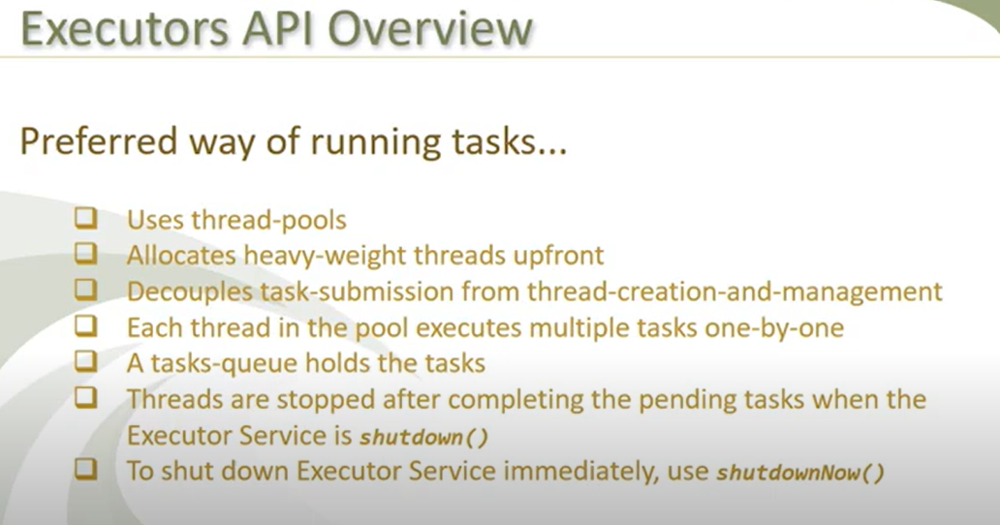 Executors API Overview
Preferred way of running tasks...
Uses thread-pools
Allocates heavy-weight threads upfront
Decouples task-submission from thread-creation-and-management
Each thread in the pool executes multiple tasks one-by-one
A tasks-queue holds the tasks
Threads are stopped after completing the pending tasks when the
Executor Service is shutdown()
To shut down Executor Service immediately, use shutdownNow()